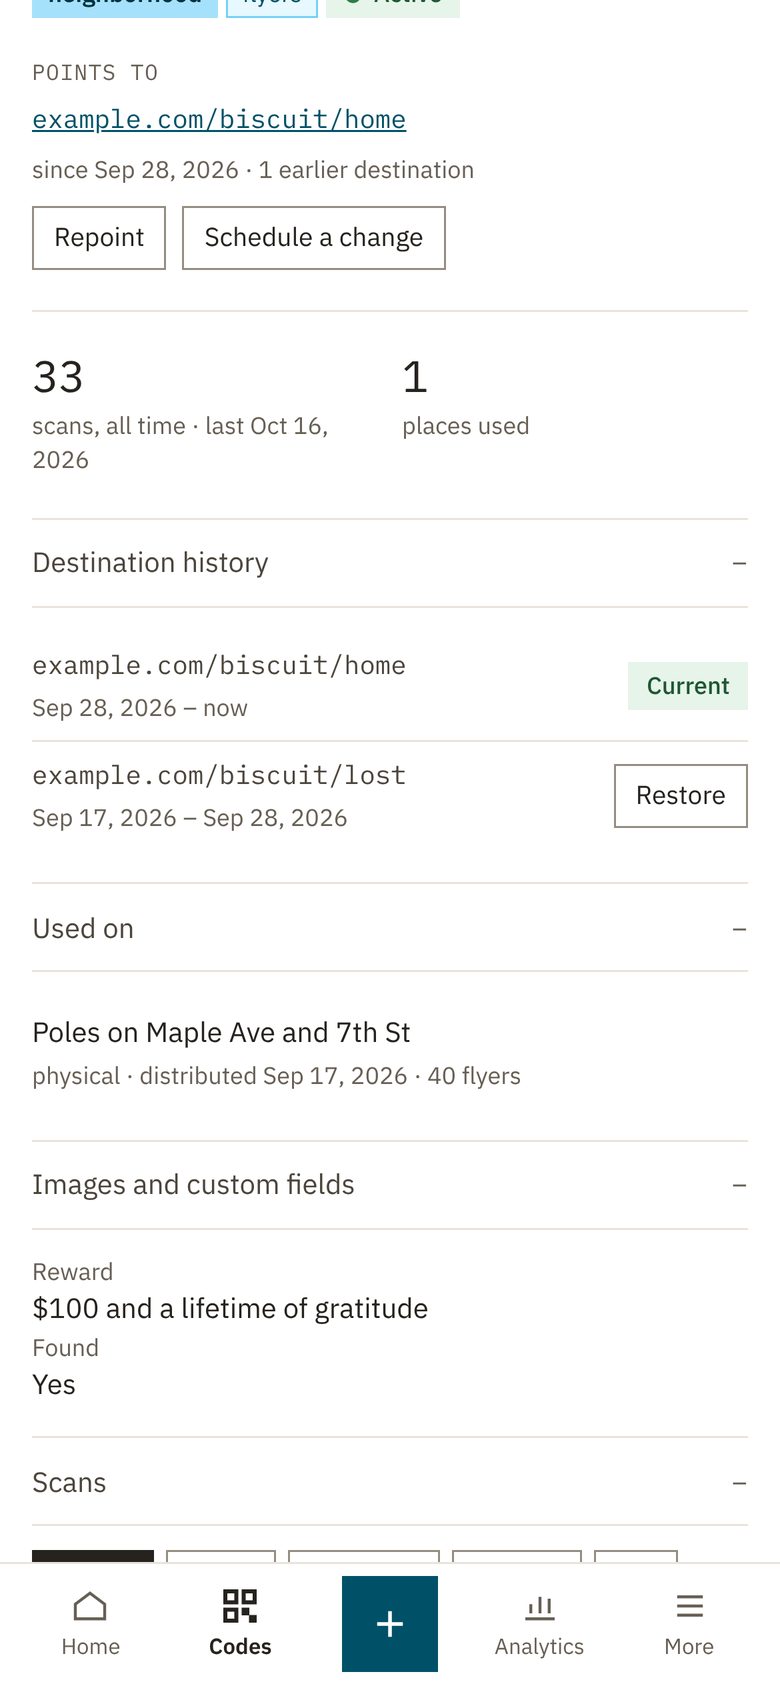 neighborhood flyers Active
POINTS TO
example.com/biscuit/home
since Sep 28, 2026 · 1 earlier destination
Repoint Schedule a change
33 1
scans, all time · last Oct 16, places used
2026
Destination history –
example.com/biscuit/home
Current
Sep 28, 2026 – now
example.com/biscuit/lost
Restore
Sep 17, 2026 – Sep 28, 2026
Used on –
Poles on Maple Ave and 7th St
physical · distributed Sep 17, 2026 · 40 flyers
Images and custom fields –
Reward
$100 and a lifetime of gratitude
Found
Yes
Scans –
+
Home Codes Analytics More